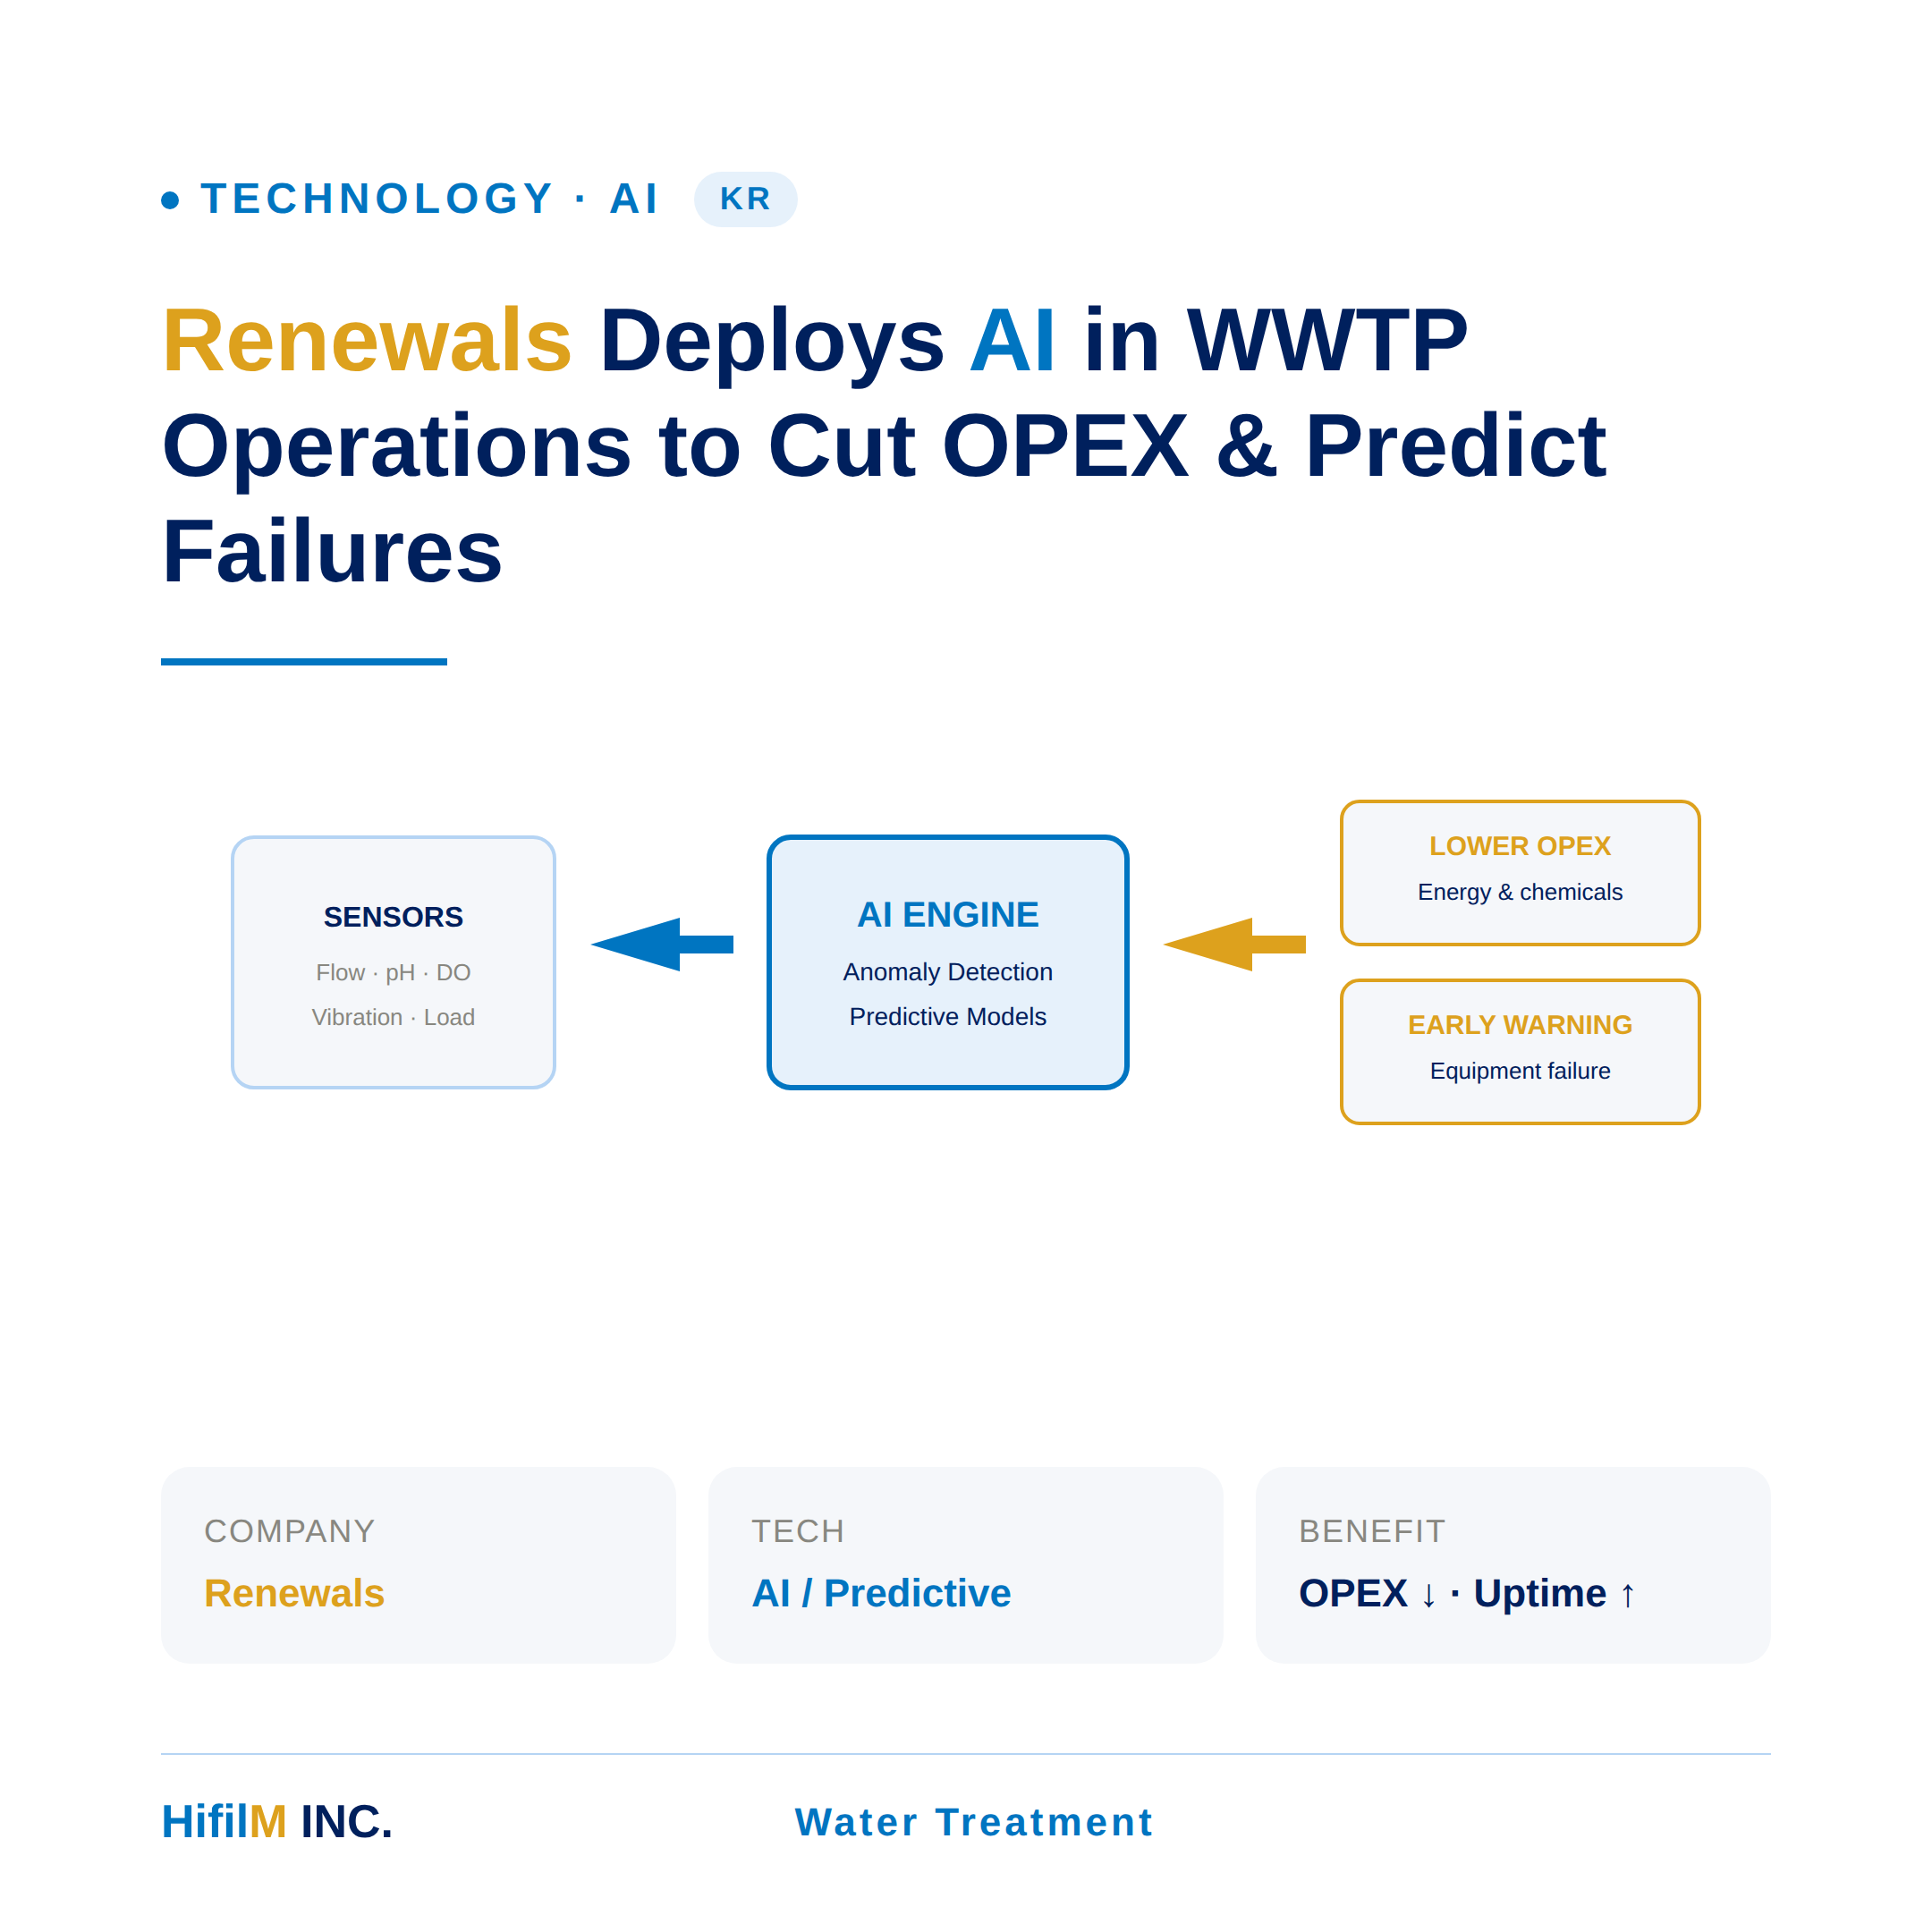 TECHNOLOGY · AI KR
Renewals Deploys AI in WWTP
Operations to Cut OPEX & Predict
Failures
SENSORS
Flow · pH · DO
Vibration · Load
AI ENGINE
Anomaly Detection
Predictive Models
LOWER OPEX
Energy & chemicals
EARLY WARNING
Equipment failure
COMPANY
Renewals
TECH
AI / Predictive
BENEFIT
OPEX ↓ · Uptime ↑
HifilM INC.
Water Treatment